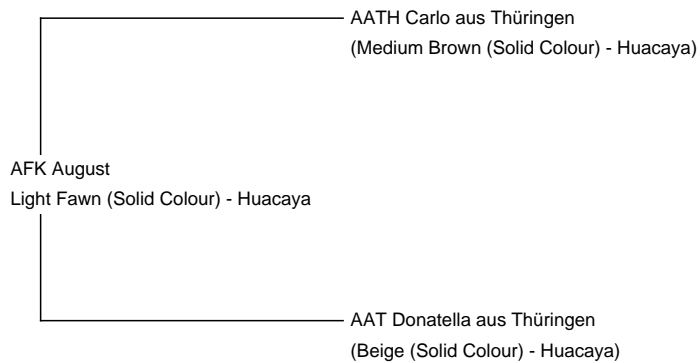 AATH Carlo aus Thüringen
(Medium Brown (Solid Colour) - Huacaya)
AFK August
Light Fawn (Solid Colour) - Huacaya
AAT Donatella aus Thüringen
(Beige (Solid Colour) - Huacaya)